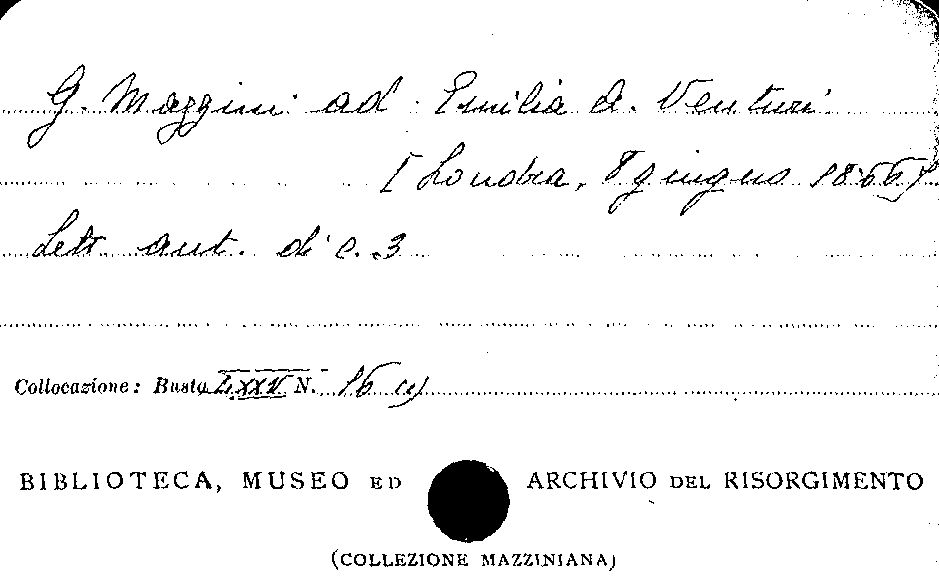 G. Mazzini ad Emilia A. Venturi
[Londra, 8 giugno 1866]
Lett. aut. di c. 3
Collocazione: Busta LXXV N. 16 (1)
BIBLIOTECA, MUSEO ED ARCHIVIO DEL RISORGIMENTO
(COLLEZIONE MAZZINIANA)